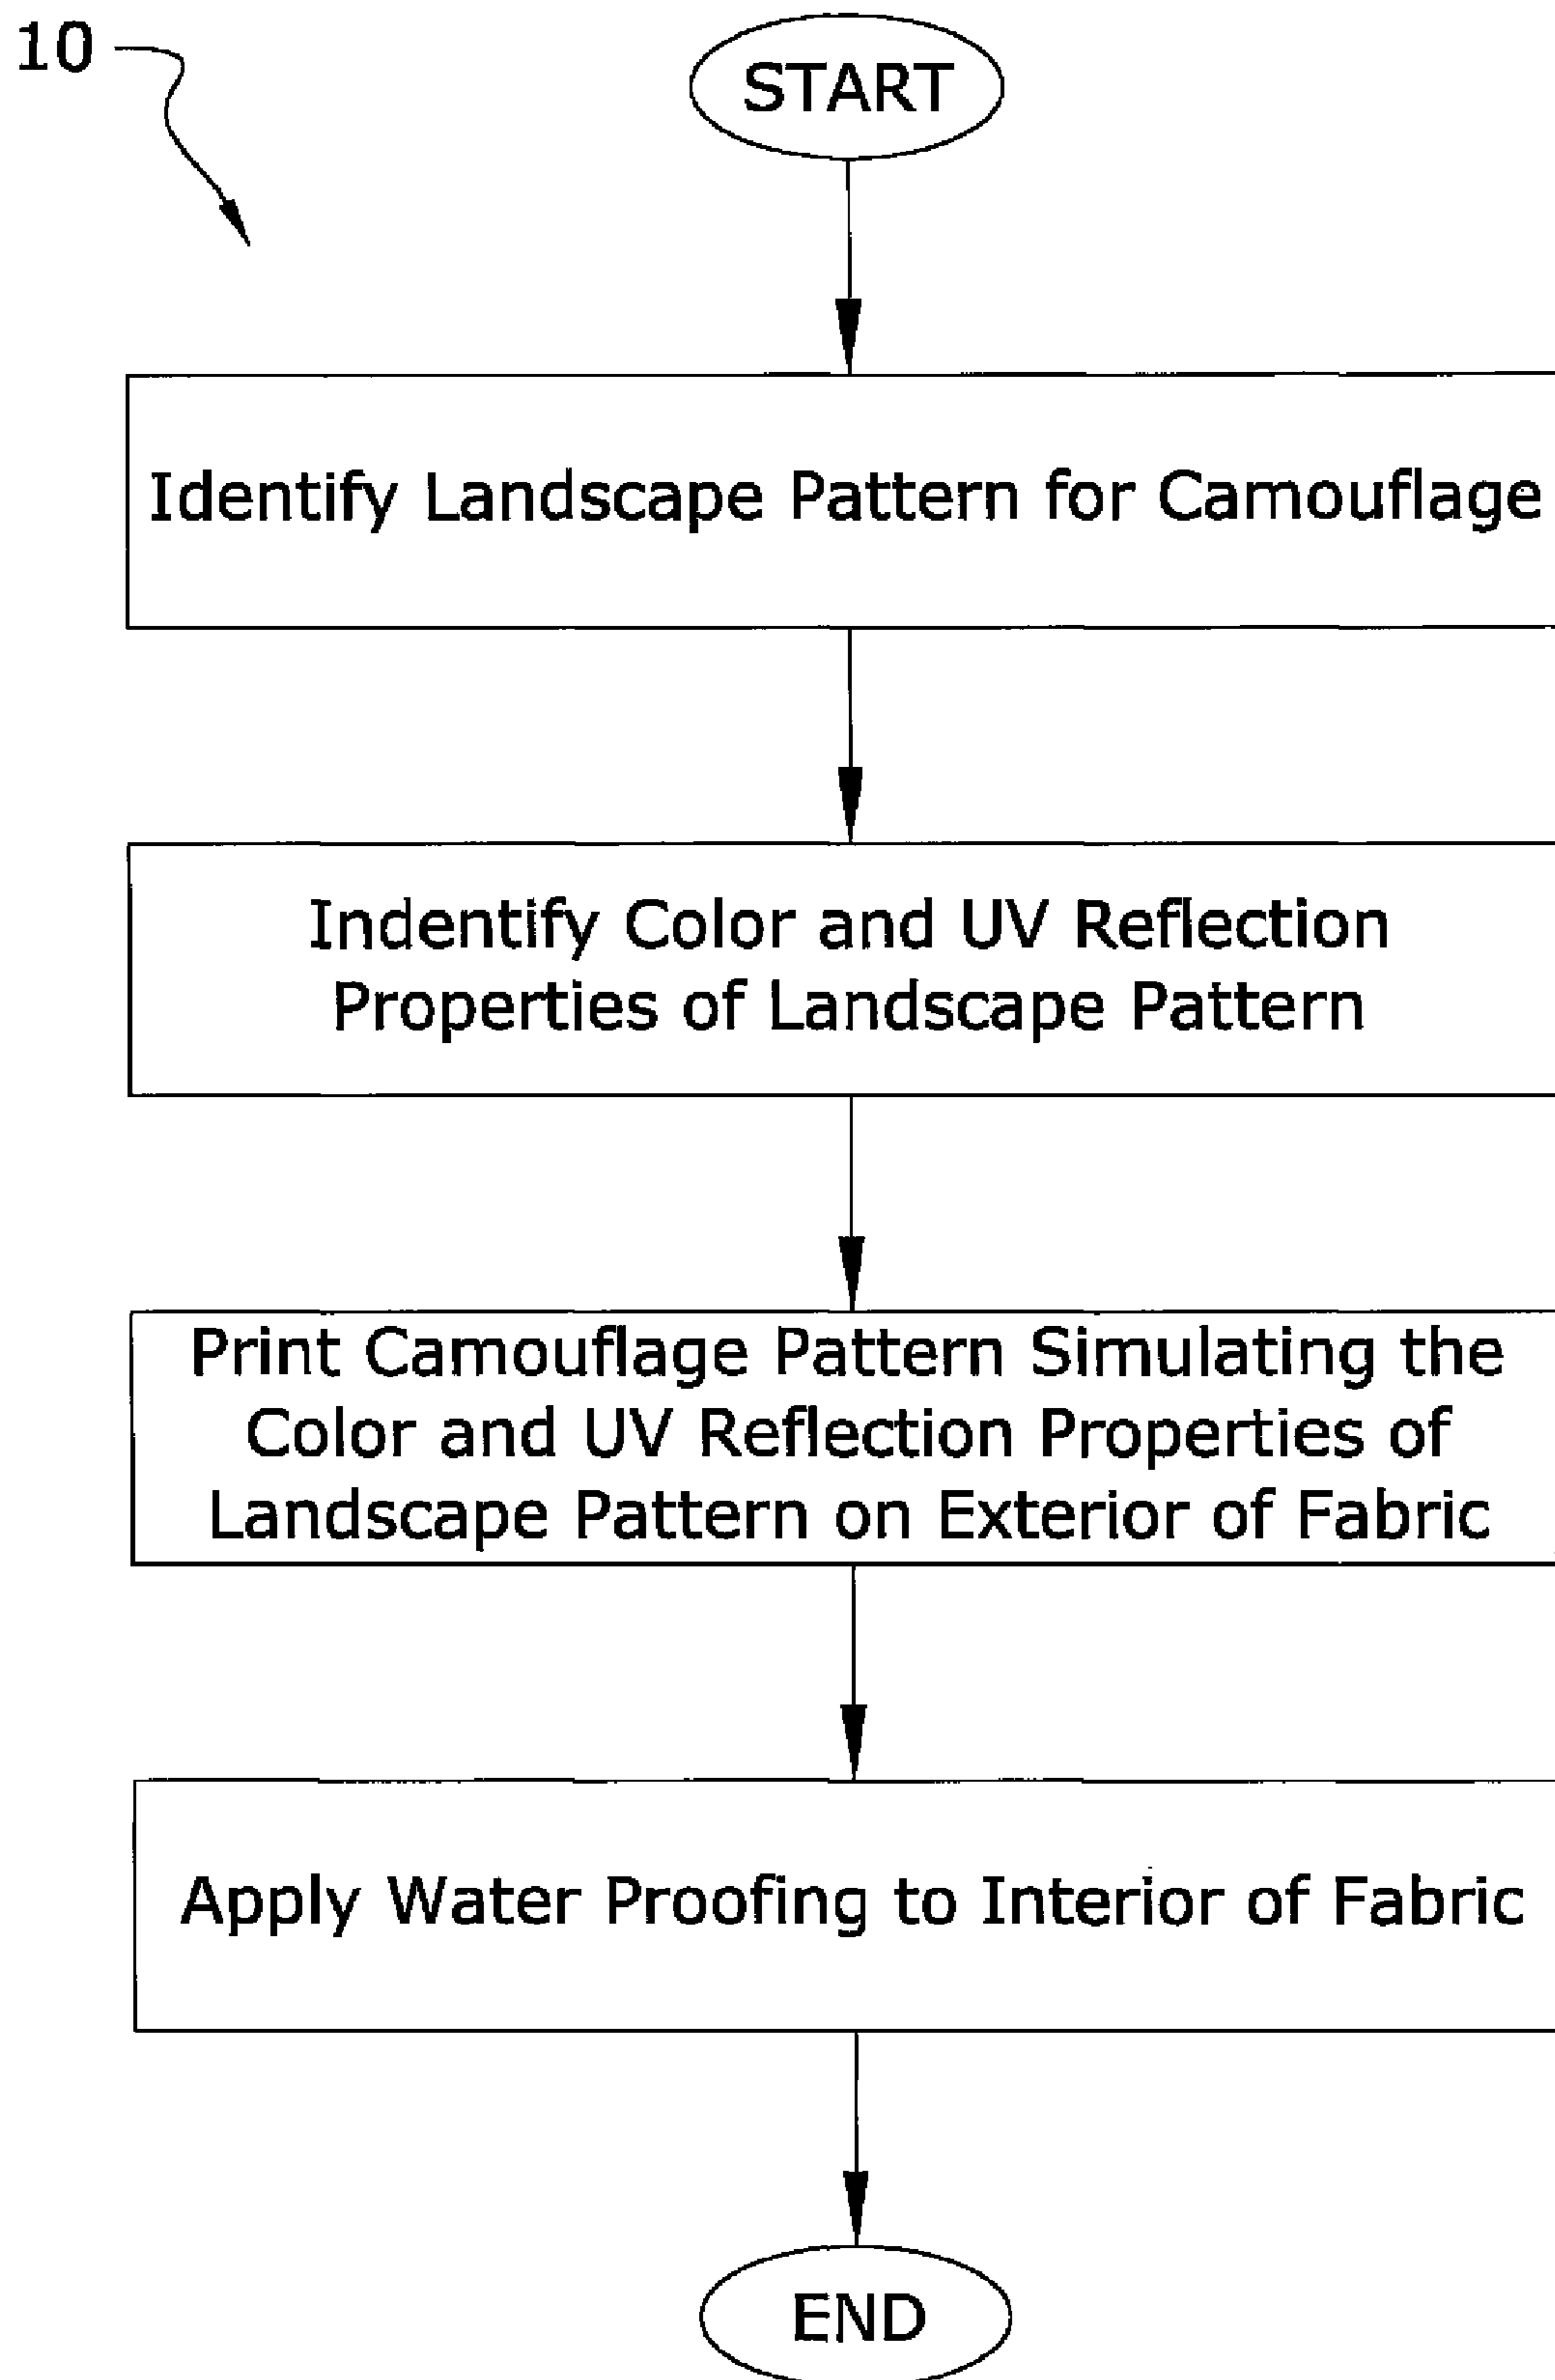 10
START
Identify Landscape Pattern for Camouflage
Indentify Color and UV Reflection
Properties of Landscape Pattern
Print Camouflage Pattern Simulating the
Color and UV Reflection Properties of
Landscape Pattern on Exterior of Fabric
Apply Water Proofing to Interior of Fabric
END